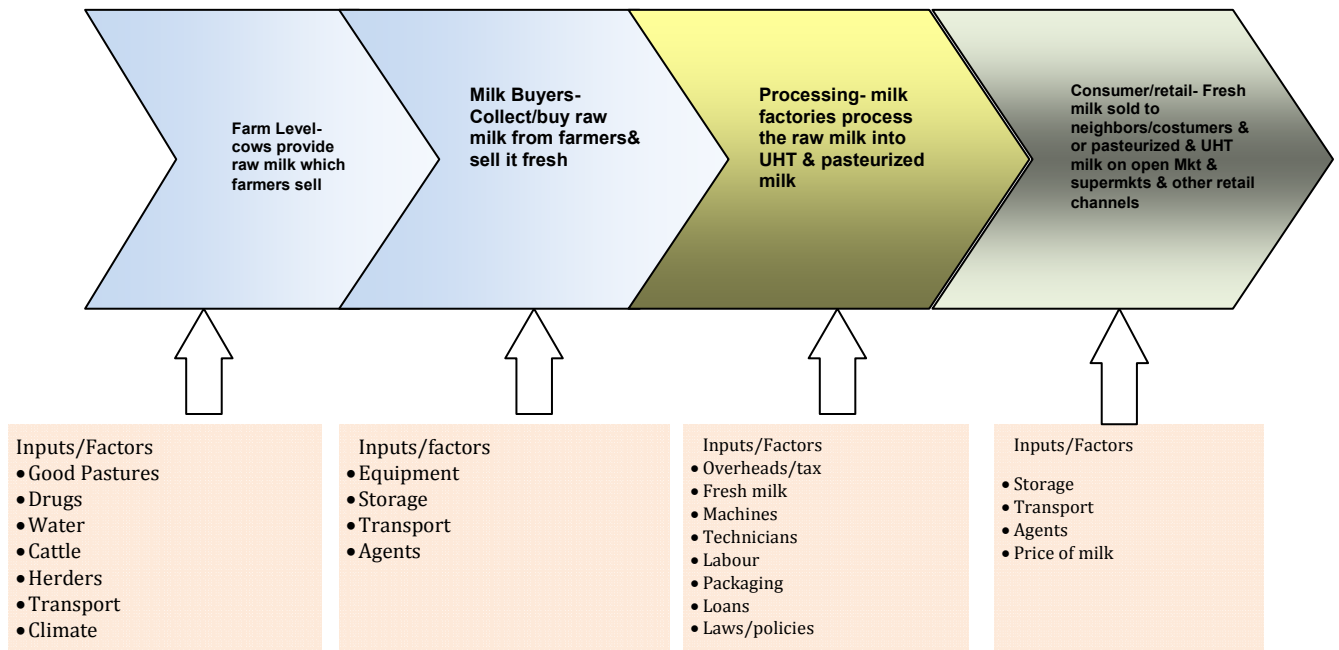 Farm Level-
cows provide
raw milk which
farmers sell
Milk Buyers-
Collect/buy raw
milk from farmers&
sell it fresh
Processing- milk
factories process
the raw milk into
UHT & pasteurized
milk
Consumer/retail- Fresh
milk sold to
neighbors/costumers &
or pasteurized & UHT
milk on open Mkt &
supermkts & other retail
channels
Inputs/Factors
•Good Pastures
•Drugs
•Water
•Cattle
•Herders
•Transport
•Climate
Inputs/factors
•Equipment
•Storage
•Transport
•Agents
Inputs/Factors
• Overheads/tax
• Fresh milk
• Machines
• Technicians
• Labour
• Packaging
• Loans
• Laws/policies
Inputs/Factors
• Storage
• Transport
• Agents
• Price of milk